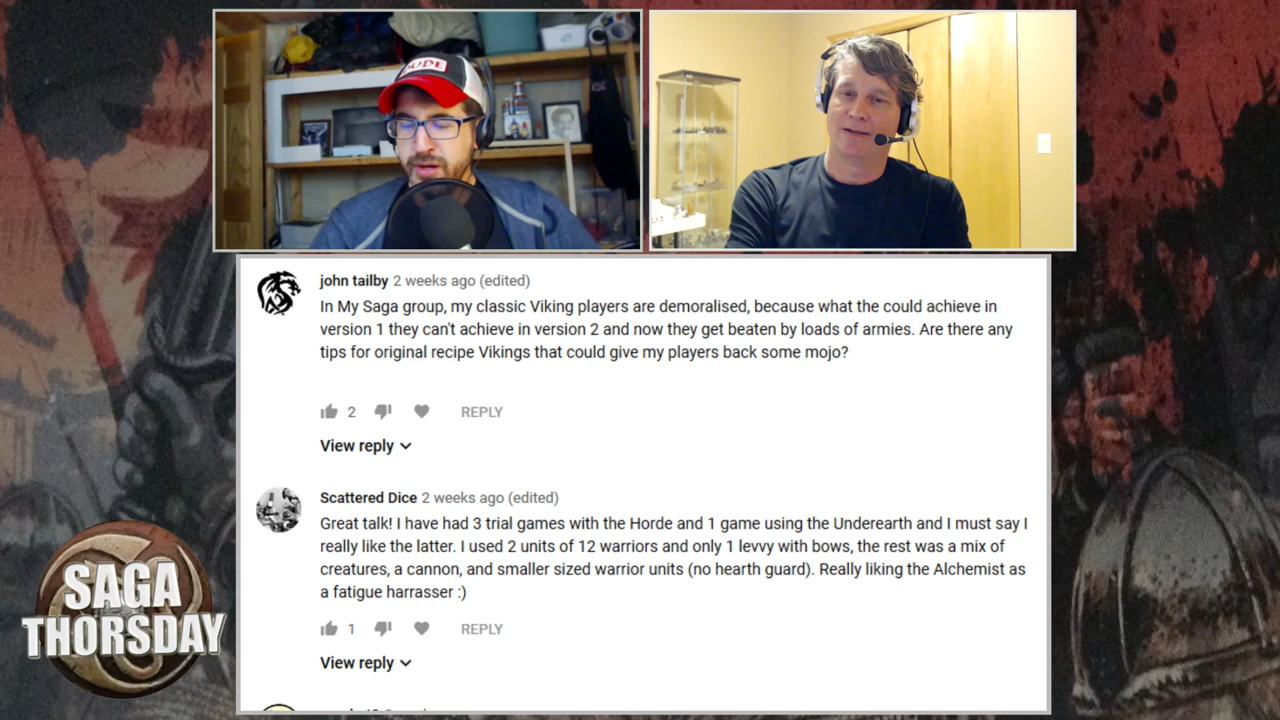 DUDE
john tailby 2 weeks ago (edited)
In My Saga group, my classic Viking players are demoralised, because what the could achieve in
version 1 they can't achieve in version 2 and now they get beaten by loads of armies. Are there any
tips for original recipe Vikings that could give my players back some mojo?
2 REPLY
View reply
Scattered Dice 2 weeks ago (edited)
Great talk! I have had 3 trial games with the Horde and 1 game using the Underearth and I must say I
really like the latter. I used 2 units of 12 warriors and only 1 levvy with bows, the rest was a mix of
creatures, a cannon, and smaller sized warrior units (no hearth guard). Really liking the Alchemist as
a fatigue harrasser :)
1 REPLY
View reply
SAGA
THORSDAY